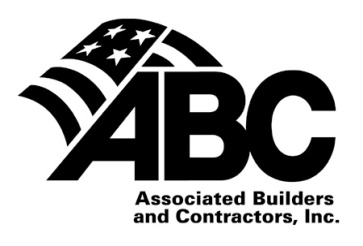 ABC
Associated Builders
and Contractors, Inc.